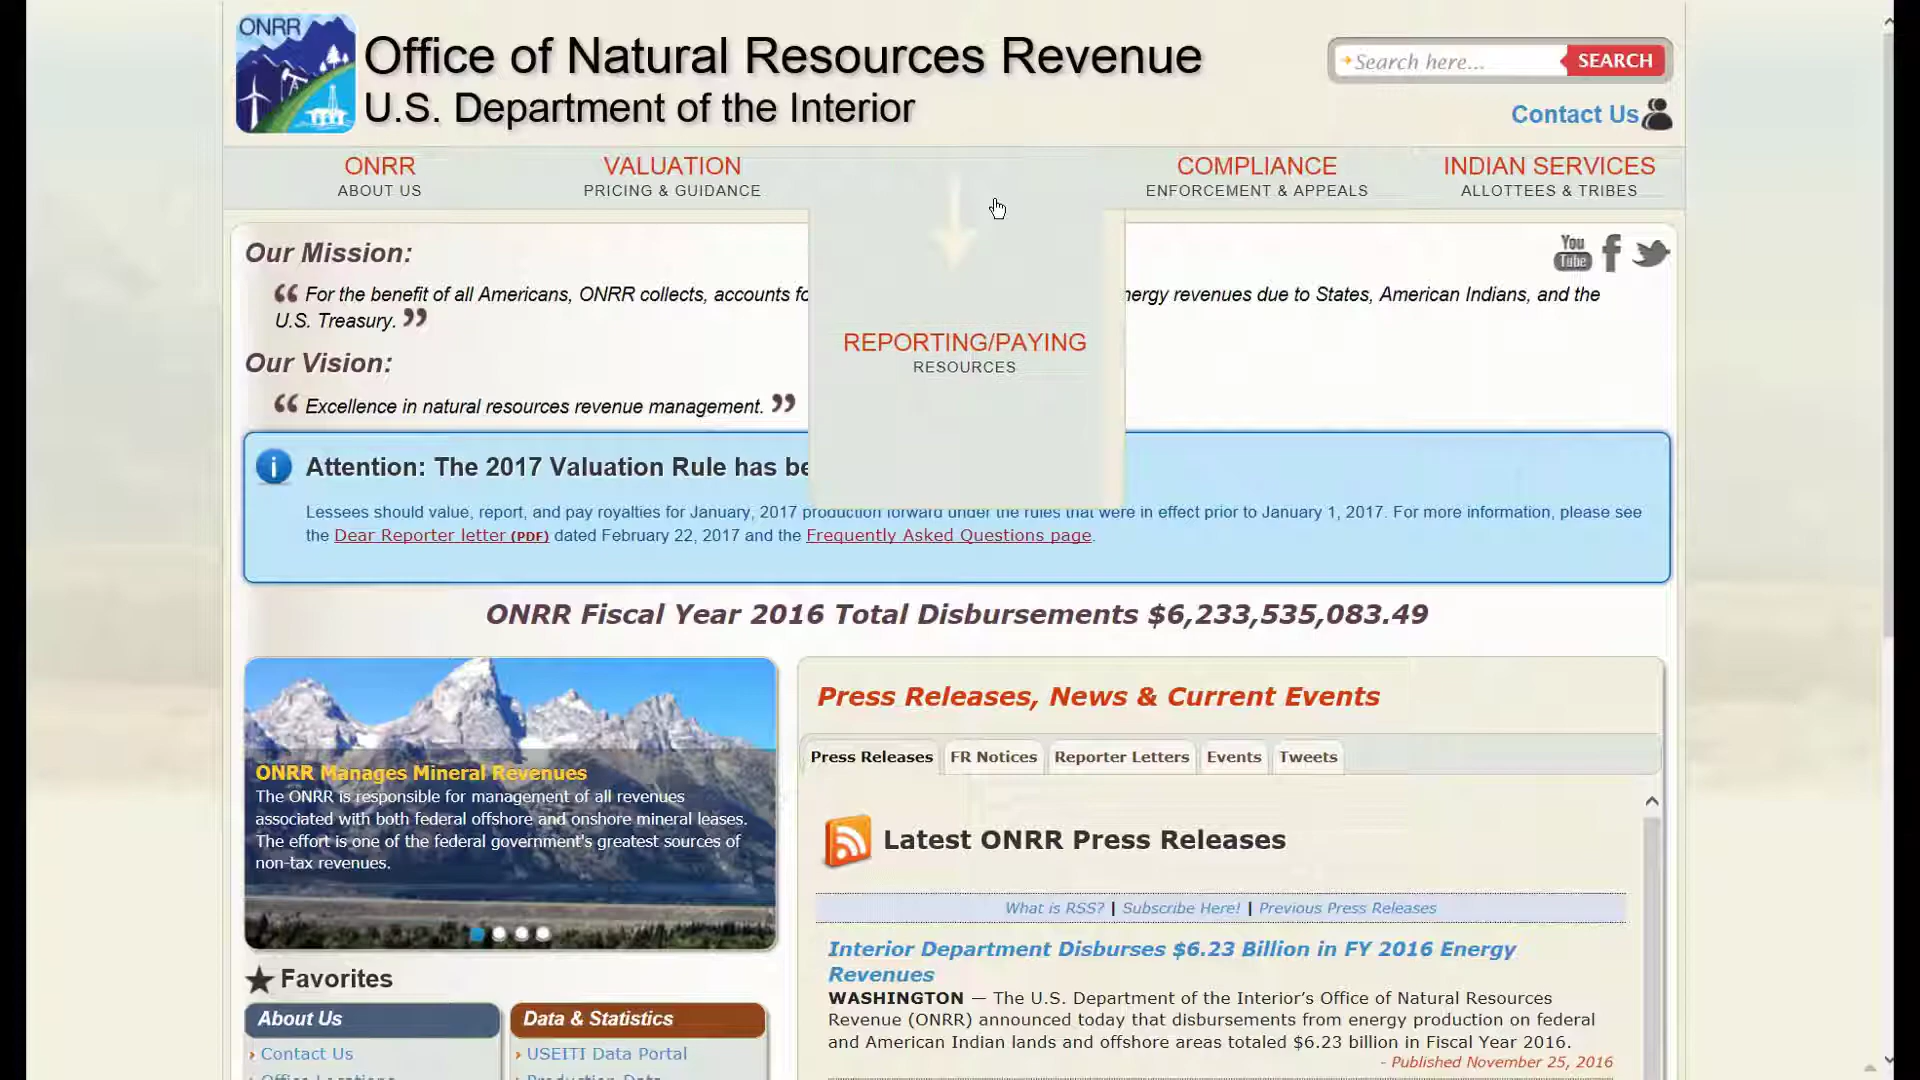 ONRR
Office of Natural Resources Revenue
U.S. Department of the Interior
Search here...
SEARCH
Contact Us
ONRR
ABOUT US
VALUATION
PRICING & GUIDANCE
COMPLIANCE
ENFORCEMENT & APPEALS
INDIAN SERVICES
ALLOTTEES & TRIBES
REPORTING/PAYING
RESOURCES
You
Tube
Our Mission:
“ For the benefit of all Americans, ONRR collects, accounts fo
nergy revenues due to States, American Indians, and the
U.S. Treasury. ”
Our Vision:
“ Excellence in natural resources revenue management. ”
Attention: The 2017 Valuation Rule has be
Lessees should value, report, and pay royalties for January, 2017 production forward under the rules that were in effect prior to January 1, 2017. For more information, please see
the Dear Reporter letter (PDF) dated February 22, 2017 and the Frequently Asked Questions page.
ONRR Fiscal Year 2016 Total Disbursements $6,233,535,083.49
ONRR Manages Mineral Revenues
The ONRR is responsible for management of all revenues
associated with both federal offshore and onshore mineral leases.
The effort is one of the federal government's greatest sources of
non-tax revenues.
Favorites
About Us
Contact Us
Office Locations
Data & Statistics
USEITI Data Portal
Production Data
Press Releases, News & Current Events
Press Releases
FR Notices
Reporter Letters
Events
Tweets
Latest ONRR Press Releases
What is RSS? | Subscribe Here! | Previous Press Releases
Interior Department Disburses $6.23 Billion in FY 2016 Energy
Revenues
WASHINGTON — The U.S. Department of the Interior’s Office of Natural Resources
Revenue (ONRR) announced today that disbursements from energy production on federal
and American Indian lands and offshore areas totaled $6.23 billion in Fiscal Year 2016.
- Published November 25, 2016